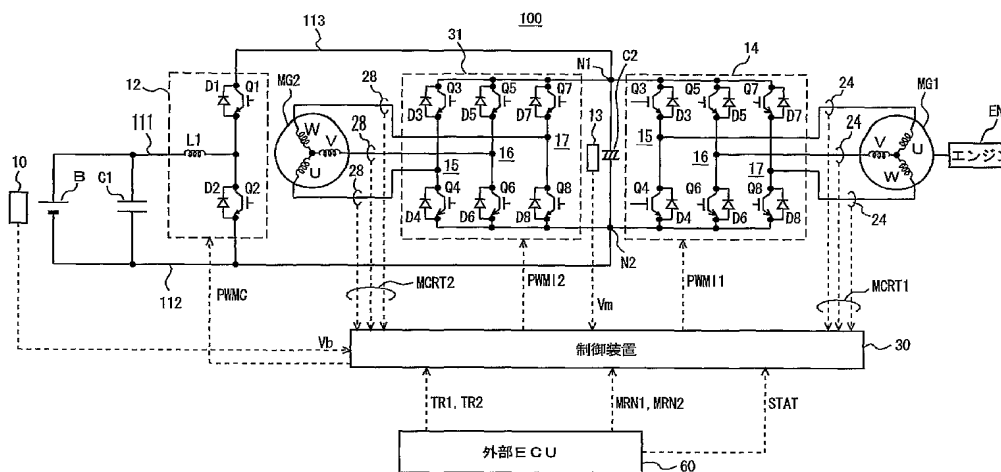 100
113
31
14
12
28
C2
N1
24
MG1
D1
Q1
MG2
Q3
Q5
Q7
D3
D5
D7
13
Q3
Q5
Q7
D3
D5
D7
EN
111
L1
W
V
U
28
28
15
16
17
15
16
17
24
24
U
V
W
エンジン
10
B
C1
D2
Q2
Q4
Q6
Q8
D4
D6
D8
Q4
Q6
Q8
D4
D6
D8
N2
112
PWMC
MCRT2
PWMI2
Vm
PWMI1
MCRT1
Vb
制御装置
30
TR1, TR2
MRN1, MRN2
STAT
外部ECU
60